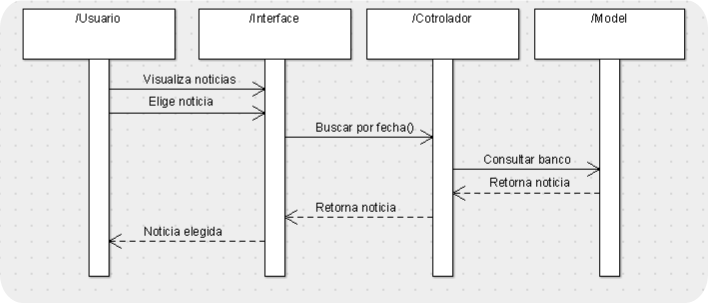 /Usuario
/Interface
/Cotrolador
/Model
Visualiza noticias
Elige noticia
Buscar por fecha()
Consultar banco
Retorna noticia
Retorna noticia
Noticia elegida